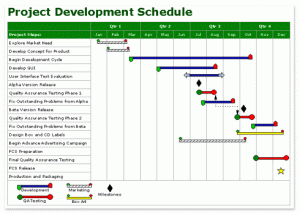 Project Development Schedule
Qtr 1 Qtr 2 Qtr 3 Qtr 4
Project Steps: Jan Feb Mar Apr May Jun Jul Aug Sep Oct Nov Dec
Explore Market Need
Develop Concept for Product
Begin Development Cycle
Develop GUI
User Interface Test Evaluation
Alpha Version Release
Quality Assurance Testing Phase 1
Fix Outstanding Problems from Alpha
Beta Version Release
Quality Assurance Testing Phase 2
Fix Outstanding Problems from Beta
Design Box and CD Labels
Begin Advance Advertising Campaign
FCS Preparation
Final Quality Assurance Testing
FCS Release
Production and Packaging
Development Marketing Milestones
QA Testing Box Art